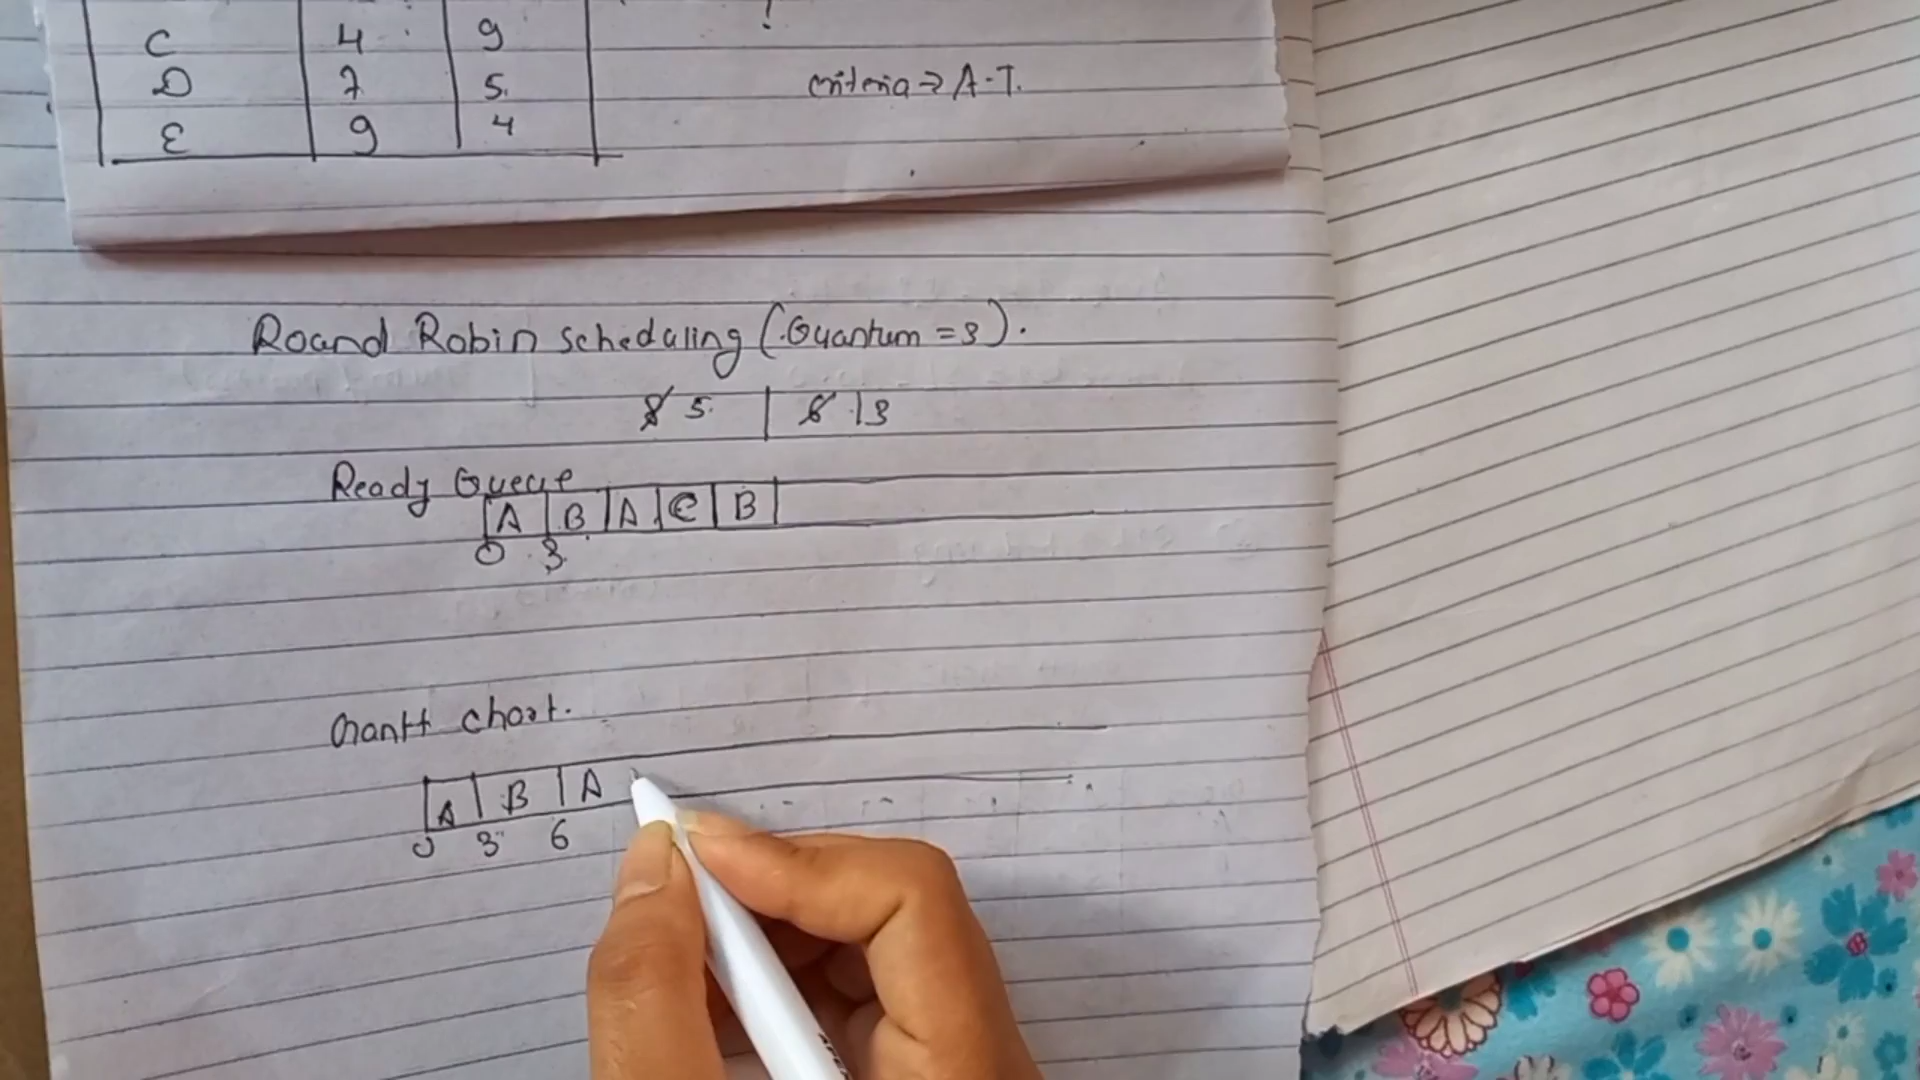 C 4 9
!
D 7 5. criteria → A-T.
E 9 4
Round Robin scheduling (Quantum = 3).
8 5. | 6 | 3
Ready Queue
A | B | A | C | B
0 3
Gantt chart.
A | B | A
0 3 6